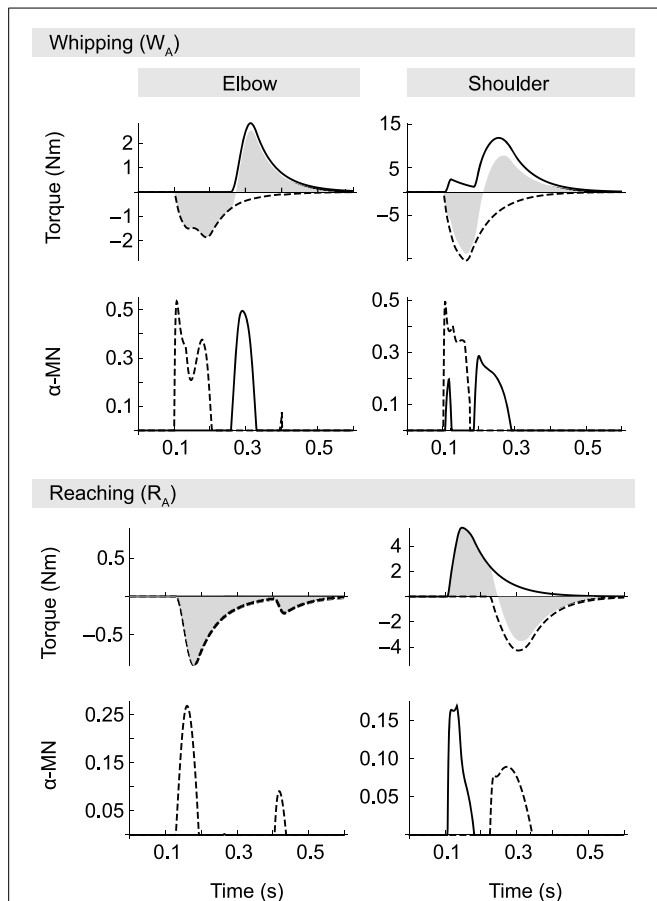 Whipping (W_A)
Elbow Shoulder
Torque (Nm)
2
1
−1
−2
15
5
−5
α-MN
0.5
0.3
0.1
0.1 0.3 0.5
0.5
0.3
0.1
0.1 0.3 0.5
Reaching (R_A)
Torque (Nm)
0.5
−0.5
4
2
−2
−4
α-MN
0.25
0.15
0.05
0.1 0.3 0.5
0.15
0.10
0.05
0.1 0.3 0.5
Time (s) Time (s)